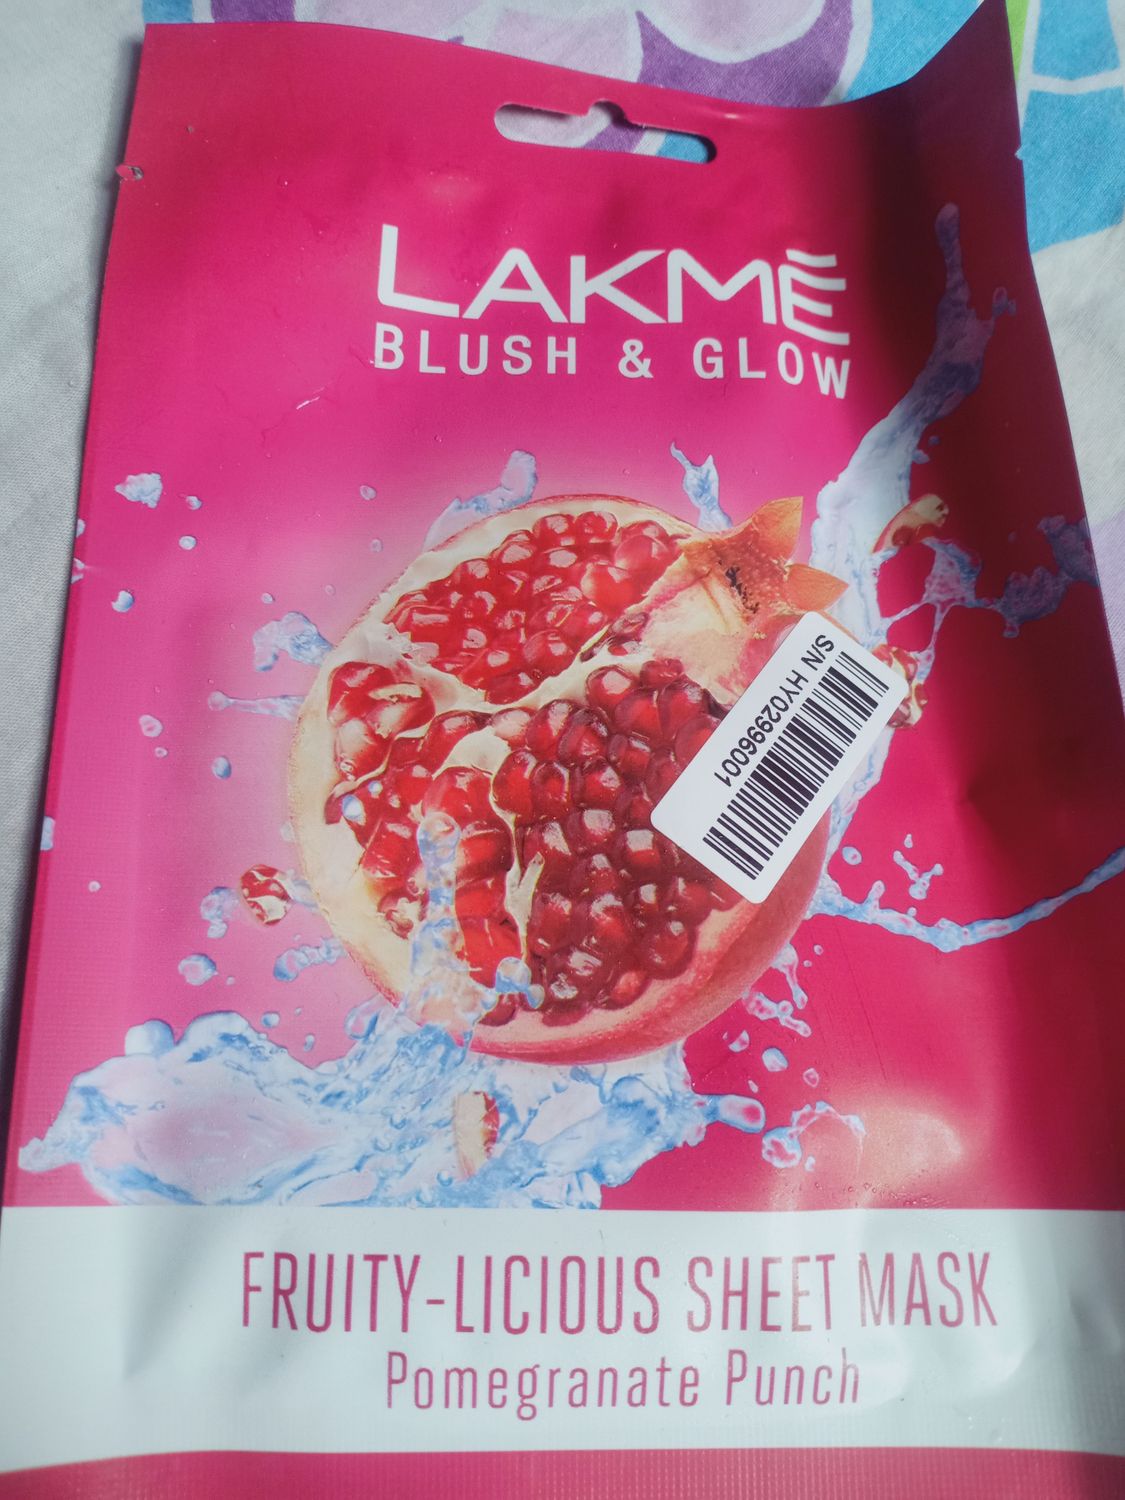 LAKMĒ
BLUSH & GLOW
S/N HY02996001
FRUITY-LICIOUS SHEET MASK
Pomegranate Punch